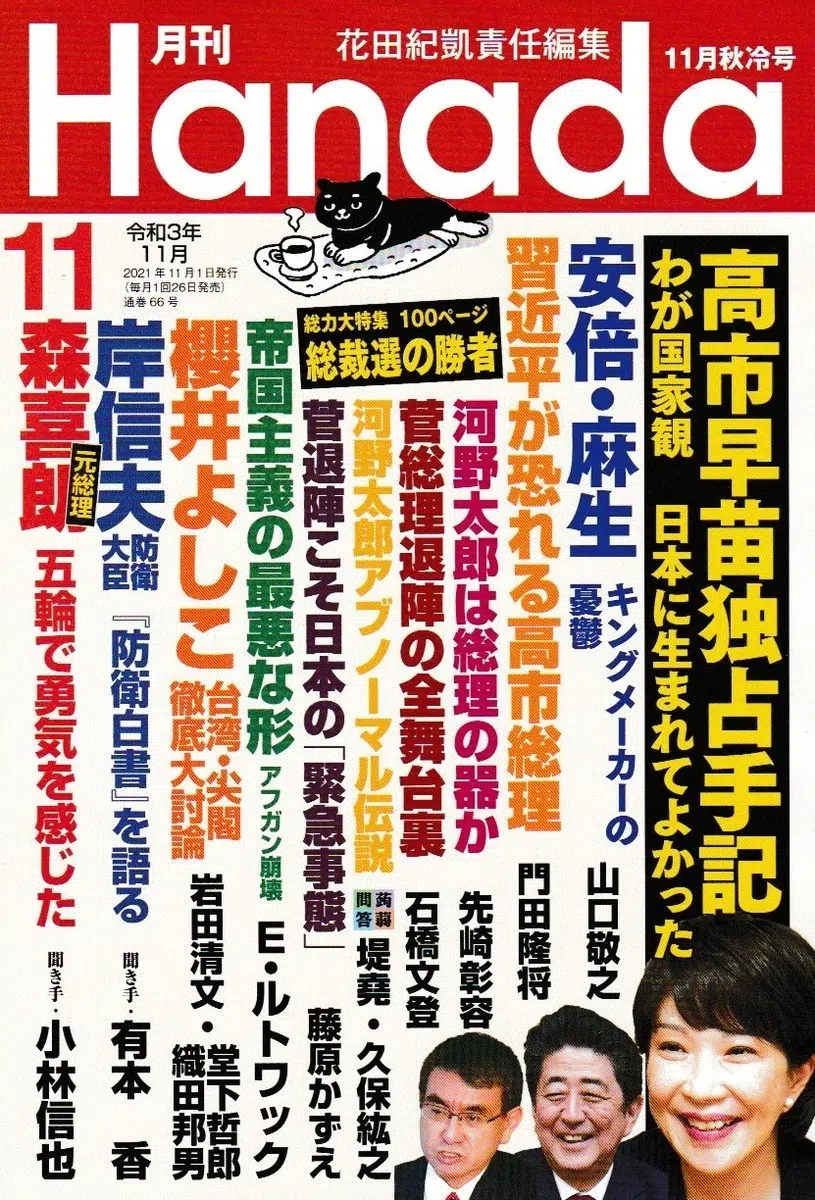 月刊
花田紀凱責任編集
11月秋冷号
Hanada
11
令和3年
11月
2021年11月1日発行
(毎月1回26日発売)
通巻66号
高市早苗独占手記
わが国家観 日本に生まれてよかった
安倍・麻生
キングメーカーの
憂鬱
山口敬之
習近平が恐れる高市総理
門田隆将
総力大特集 100ページ
総裁選の勝者
河野太郎は総理の器か
先崎彰容
菅総理退陣の全舞台裏
石橋文登
河野太郎アブノーマル伝説
蒟蒻
問答
堤堯・久保紘之
菅退陣こそ日本の「緊急事態」
藤原かずえ
帝国主義の最悪な形
アフガン崩壊
E・ルトワック
櫻井よしこ
台湾・尖閣
徹底大討論
岩田清文・
堂下哲郎
織田邦男
岸信夫
防衛
大臣
『防衛白書』を語る
聞き手・有本 香
森喜朗
元総理
五輪で勇気を感じた
聞き手・小林信也